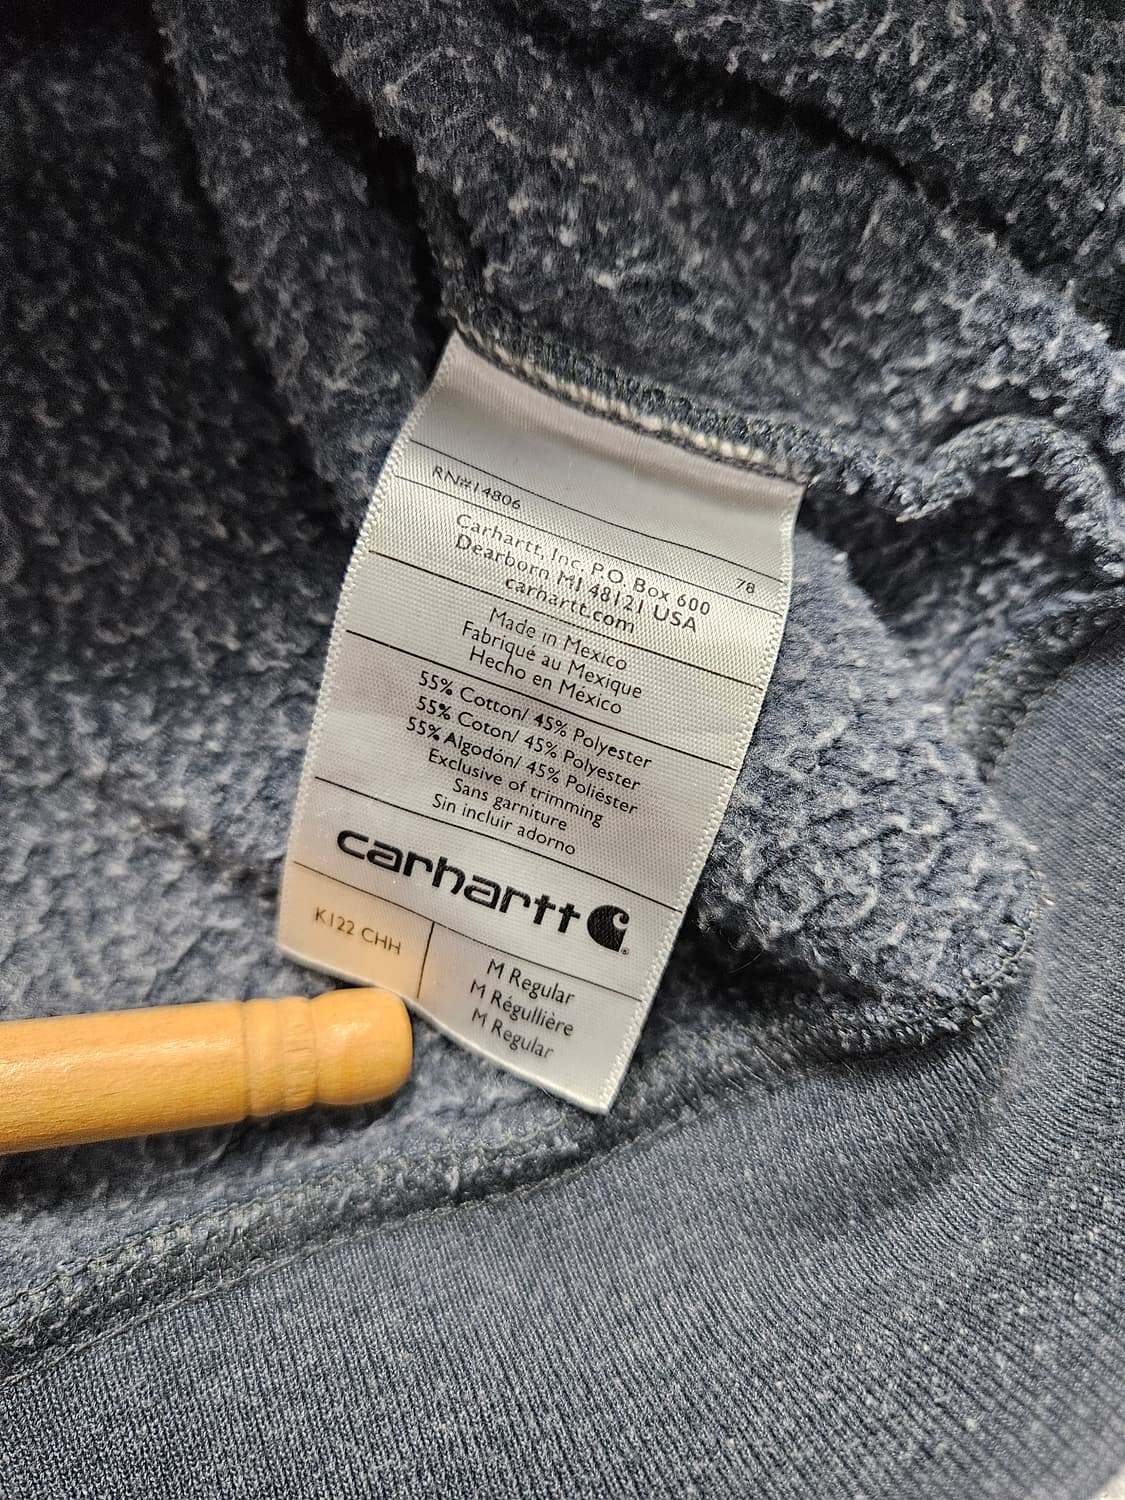 RN#14806
78
Carhartt, Inc. P.O. Box 600
Dearborn MI 48121 USA
carhartt.com
Made in Mexico
Fabriqué au Mexique
Hecho en México
55% Cotton/ 45% Polyester
55% Coton/ 45% Polyester
55% Algodón/ 45% Poliéster
Exclusive of trimming
Sans garniture
Sin incluir adorno
carhartt
K122 CHH
M Regular
M Régullière
M Regular